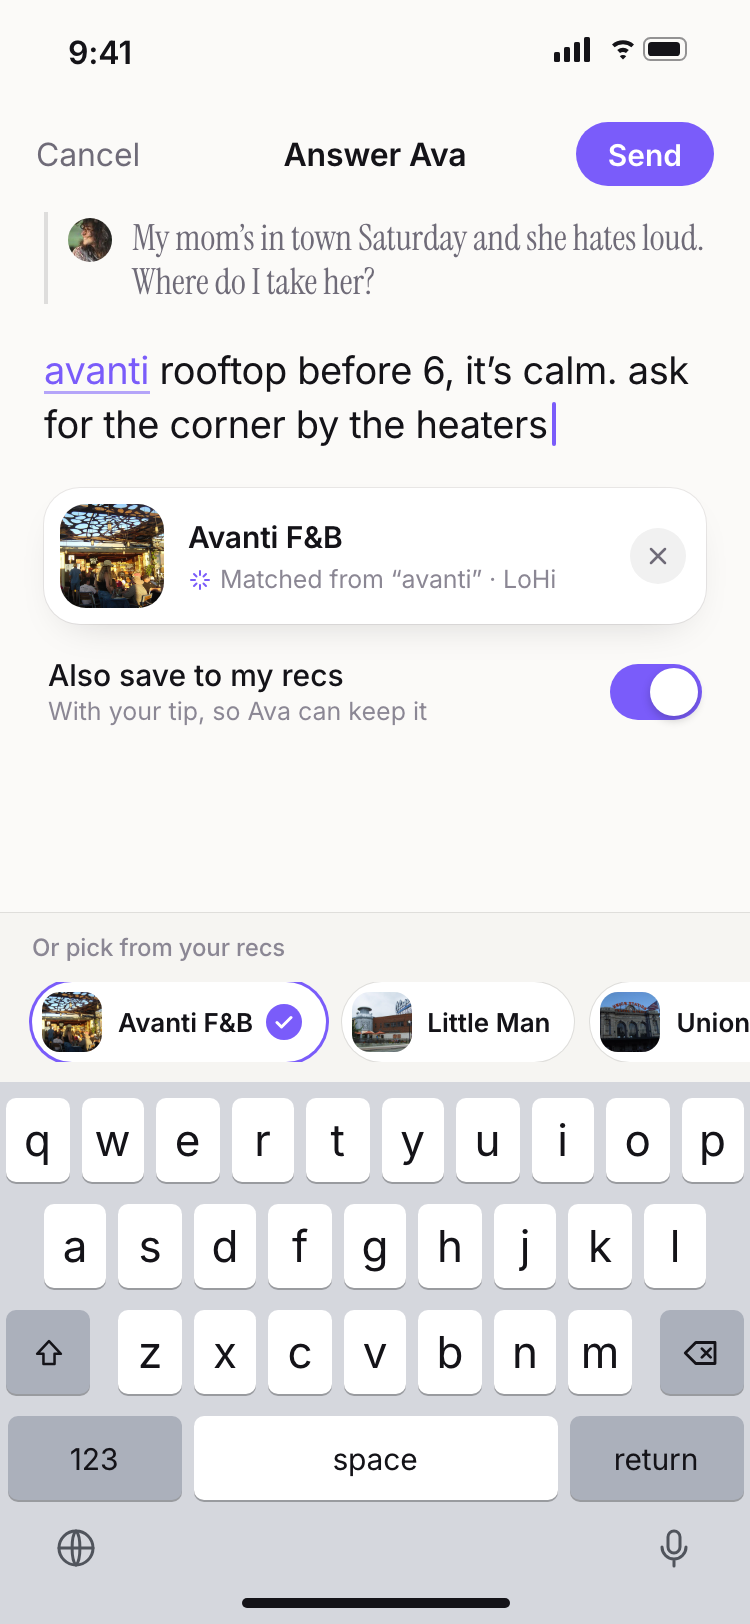 9:41
Cancel
Answer Ava
Send
My mom’s in town Saturday and she hates loud.
Where do I take her?
avanti rooftop before 6, it’s calm. ask
for the corner by the heaters
Avanti F&B
Matched from “avanti” · LoHi
Also save to my recs
With your tip, so Ava can keep it
Or pick from your recs
Avanti F&B
Little Man
Union
q w e r t y u i o p
a s d f g h j k l
z x c v b n m
123
space
return